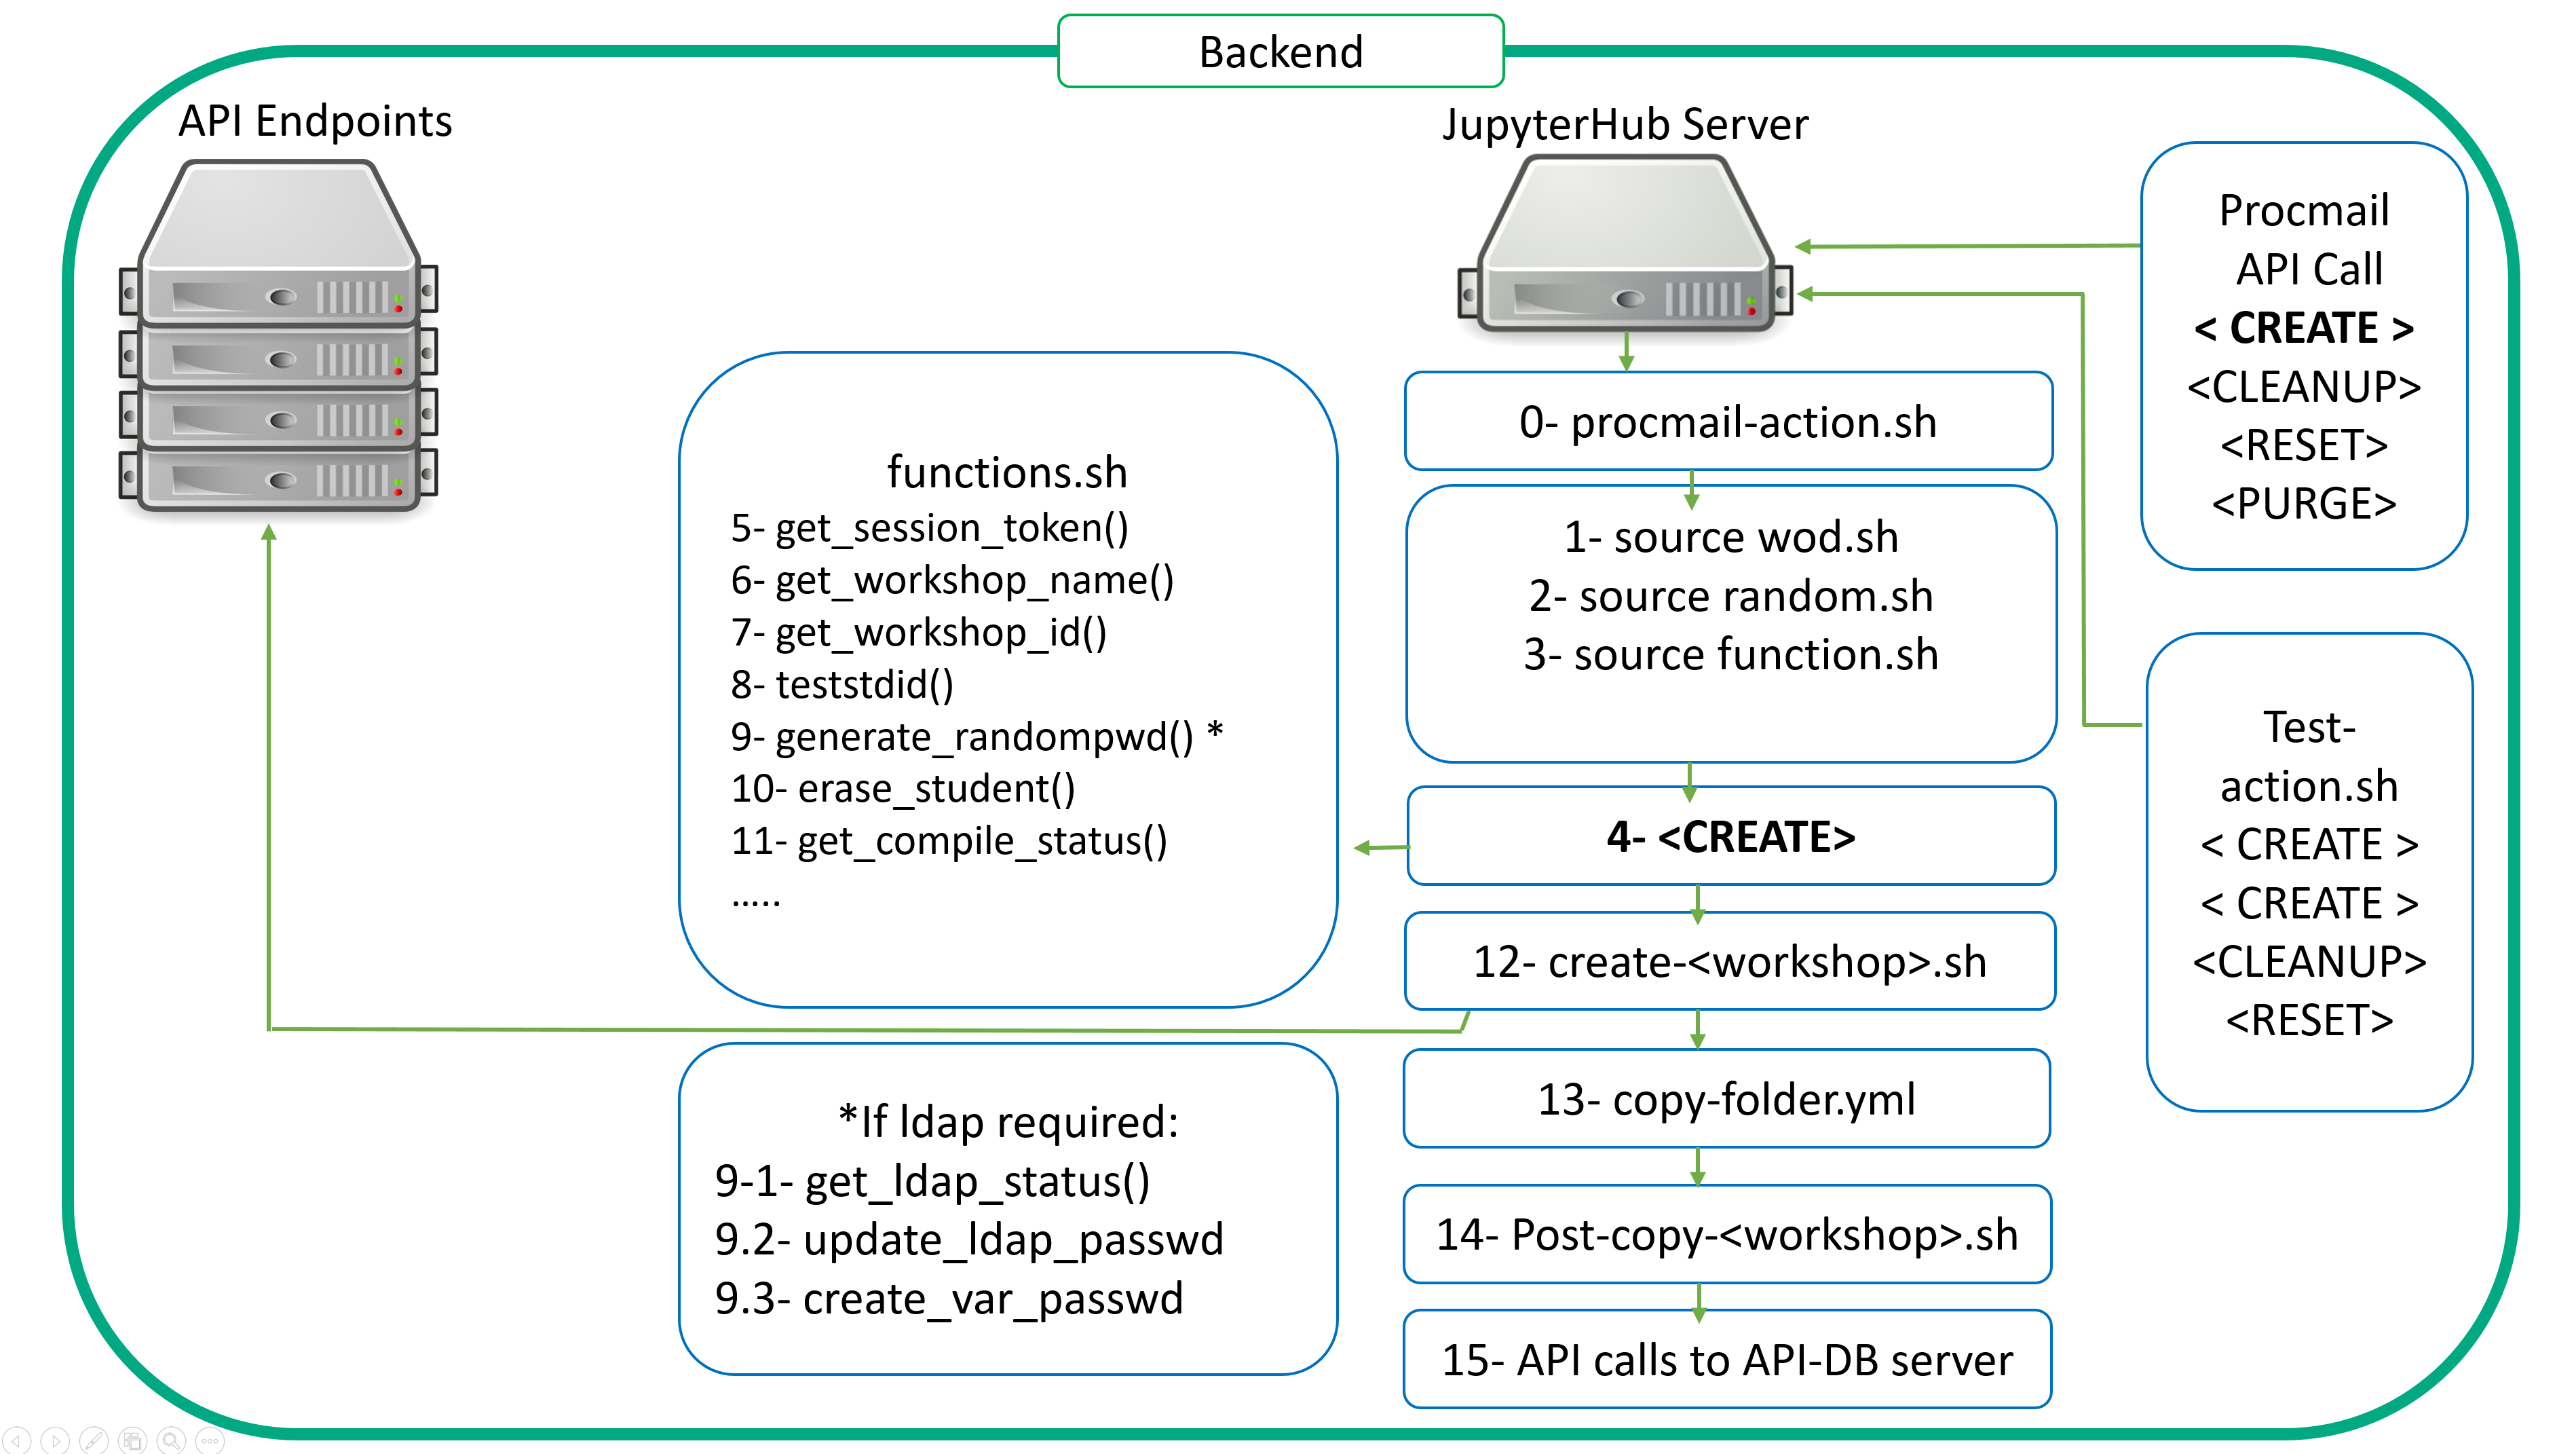 Backend
API Endpoints
JupyterHub Server
Procmail
API Call
< CREATE >
<CLEANUP>
<RESET>
<PURGE>
0- procmail-action.sh
1- source wod.sh
2- source random.sh
3- source function.sh
4- <CREATE>
functions.sh
5- get_session_token()
6- get_workshop_name()
7- get_workshop_id()
8- teststdid()
9- generate_randompwd() *
10- erase_student()
11- get_compile_status()
…..
Test-
action.sh
< CREATE >
< CREATE >
<CLEANUP>
<RESET>
12- create-<workshop>.sh
13- copy-folder.yml
14- Post-copy-<workshop>.sh
15- API calls to API-DB server
*If ldap required:
9-1- get_ldap_status()
9.2- update_ldap_passwd
9.3- create_var_passwd